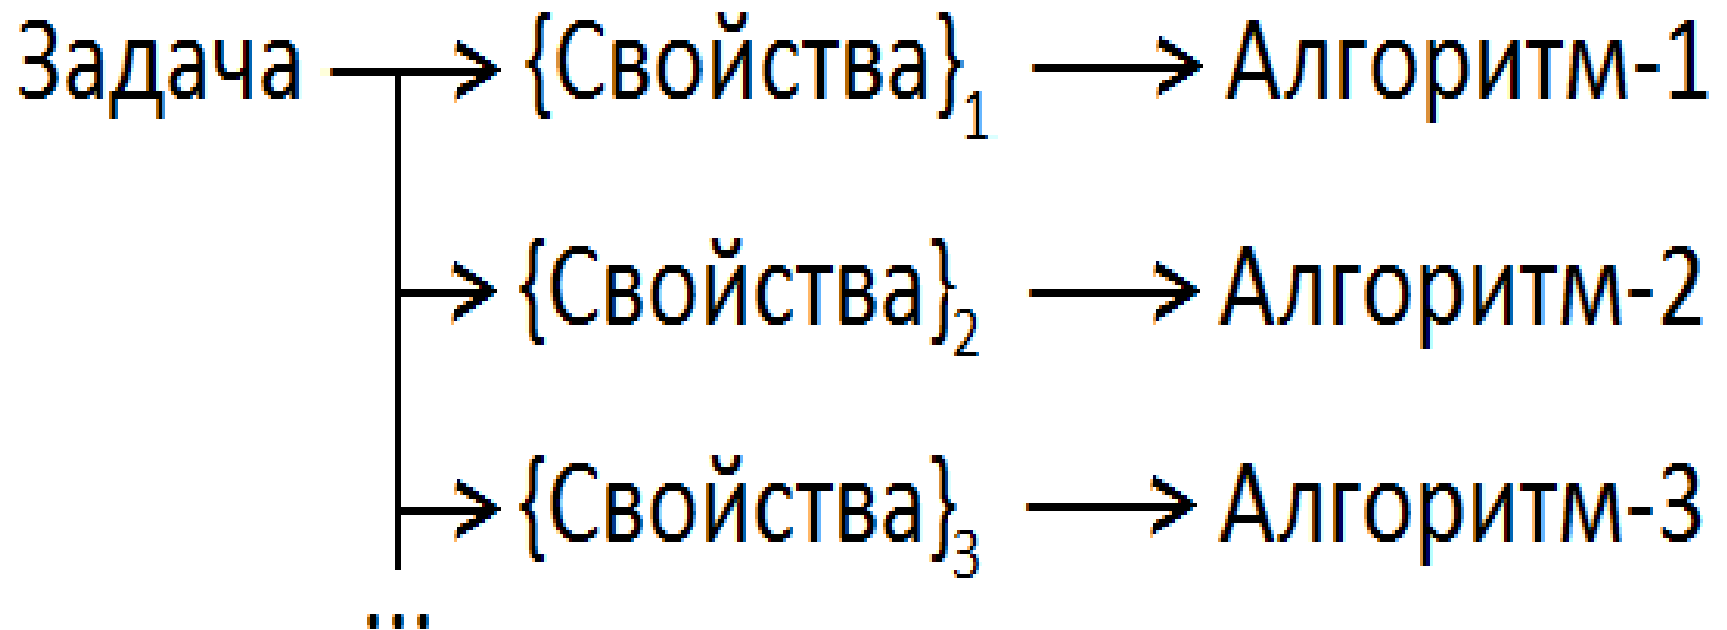 Задача → {Свойства}₁ → Алгоритм-1
→ {Свойства}₂ → Алгоритм-2
→ {Свойства}₃ → Алгоритм-3
...